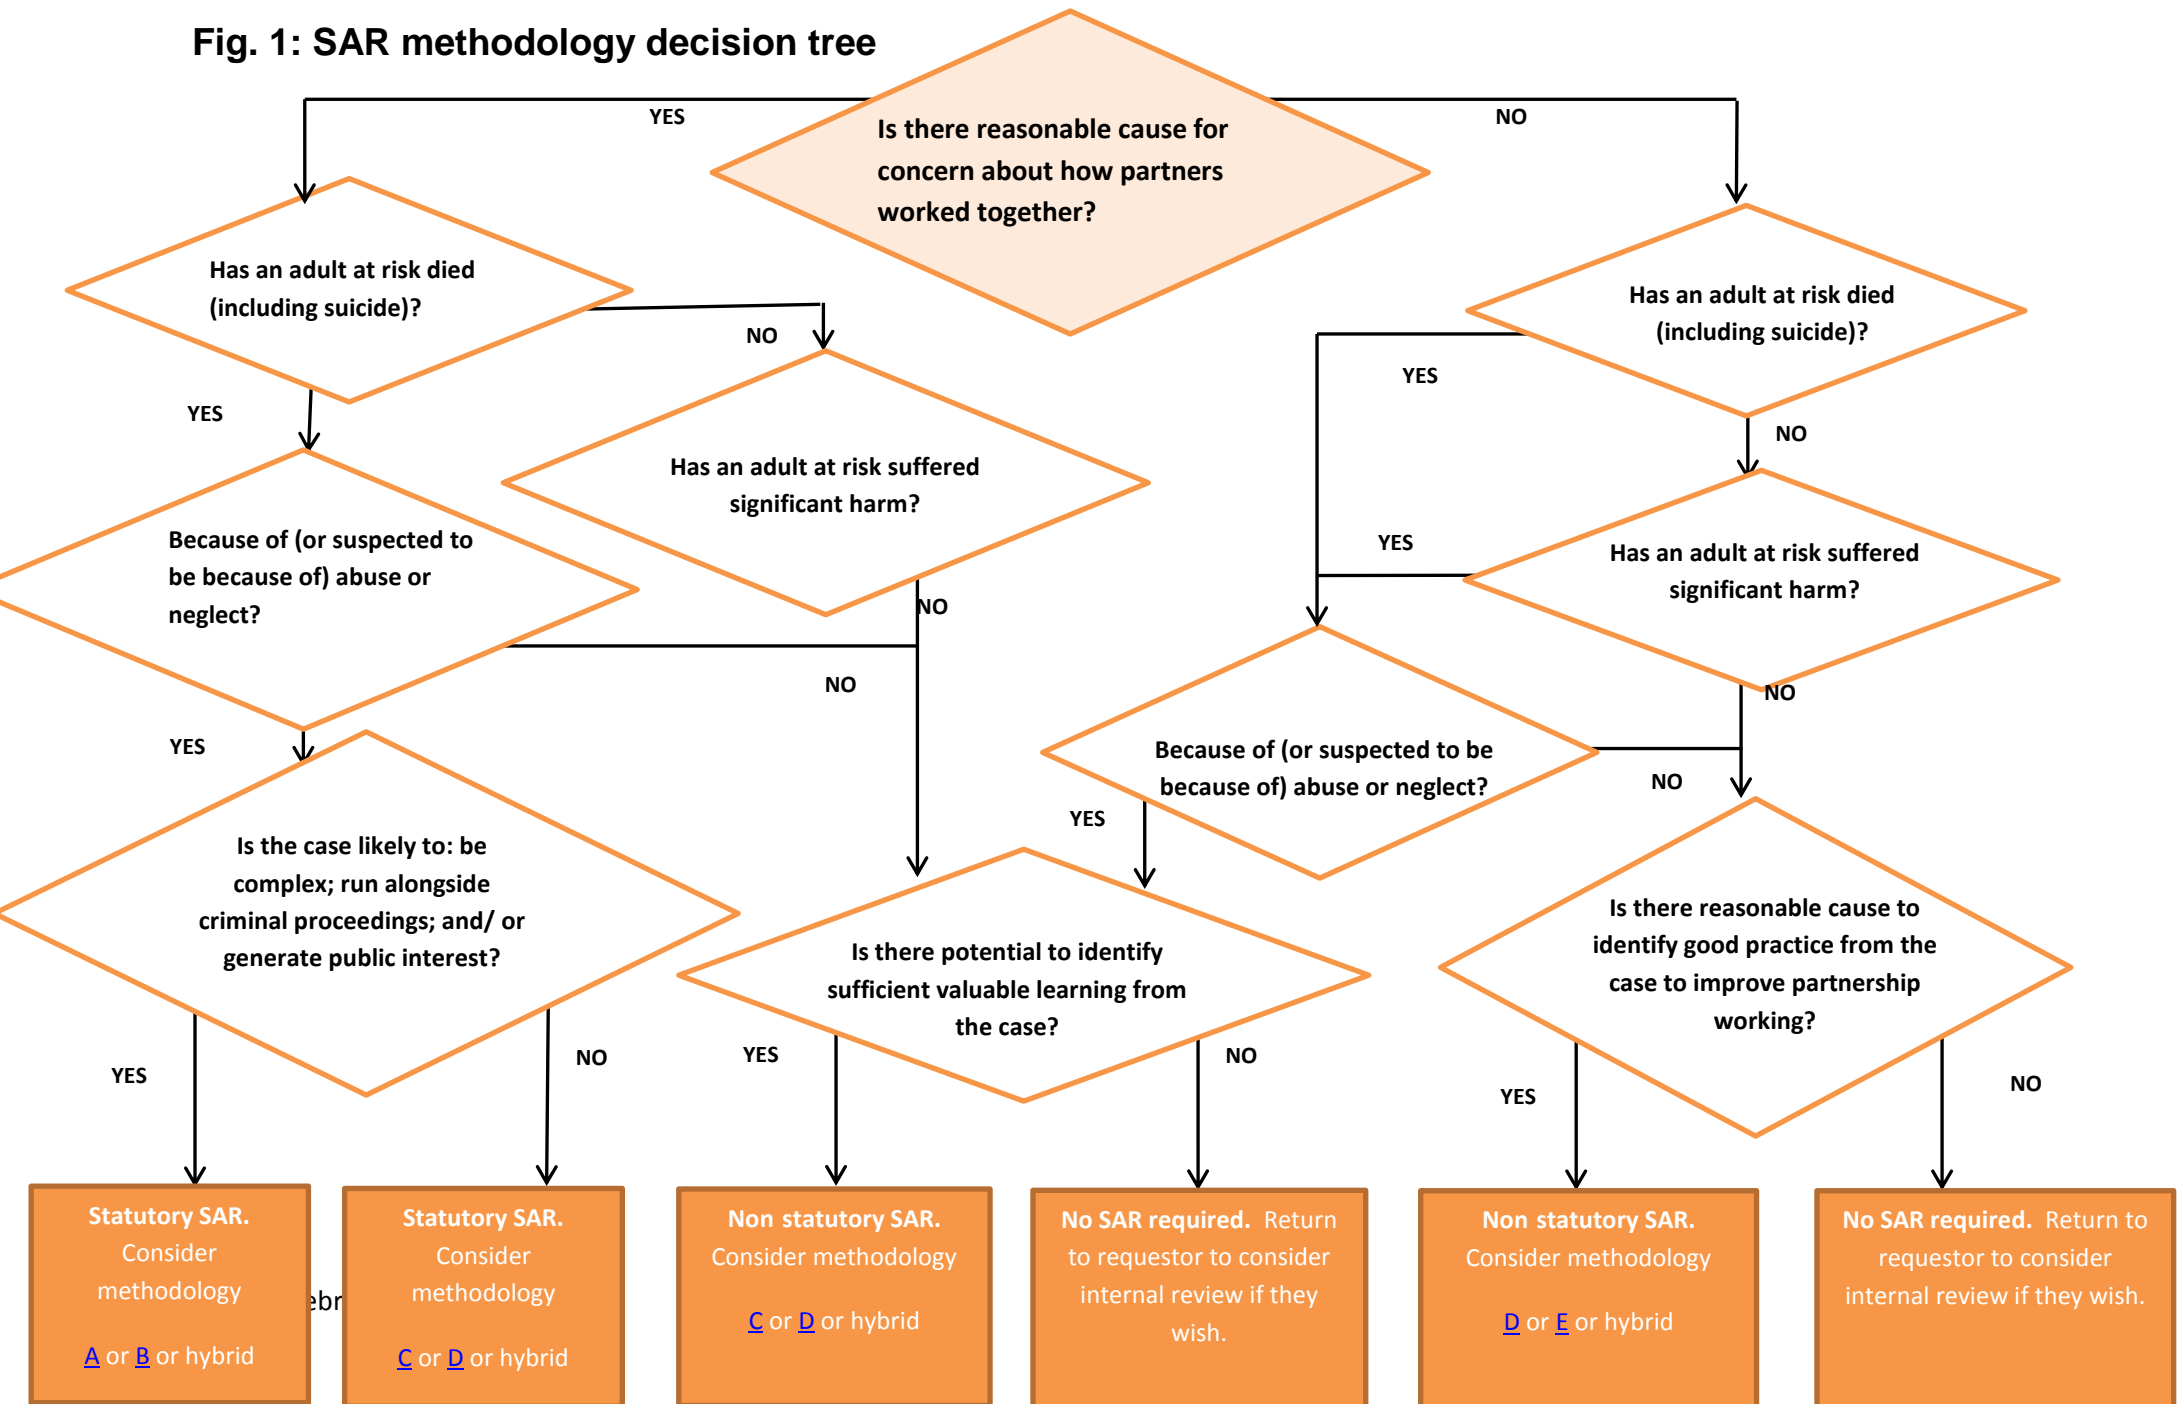 Fig. 1: SAR methodology decision tree
YES
NO
Is there reasonable cause for
concern about how partners
worked together?
Has an adult at risk died
(including suicide)?
NO
YES
Has an adult at risk died
(including suicide)?
YES
NO
Has an adult at risk suffered
significant harm?
NO
Because of (or suspected to
be because of) abuse or
neglect?
NO
YES
YES
Has an adult at risk suffered
significant harm?
NO
Because of (or suspected to be
because of) abuse or neglect?
NO
YES
Is the case likely to: be
complex; run alongside
criminal proceedings; and/ or
generate public interest?
YES
NO
Is there potential to identify
sufficient valuable learning from
the case?
YES
NO
Is there reasonable cause to
identify good practice from the
case to improve partnership
working?
YES
NO
Statutory SAR.
Consider
methodology
A or B or hybrid
ebr
Statutory SAR.
Consider
methodology
C or D or hybrid
Non statutory SAR.
Consider methodology
C or D or hybrid
No SAR required. Return
to requestor to consider
internal review if they
wish.
Non statutory SAR.
Consider methodology
D or E or hybrid
No SAR required. Return to
requestor to consider
internal review if they wish.